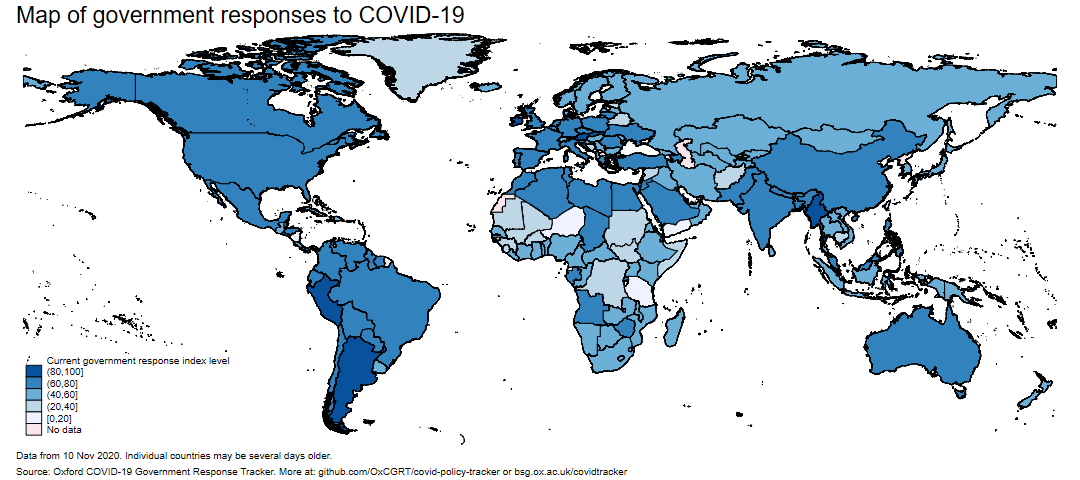 Map of government responses to COVID-19
Current government response index level
(80,100]
(60,80]
(40,60]
(20,40]
[0,20]
No data
Data from 10 Nov 2020. Individual countries may be several days older.
Source: Oxford COVID-19 Government Response Tracker. More at: github.com/OxCGRT/covid-policy-tracker or bsg.ox.ac.uk/covidtracker